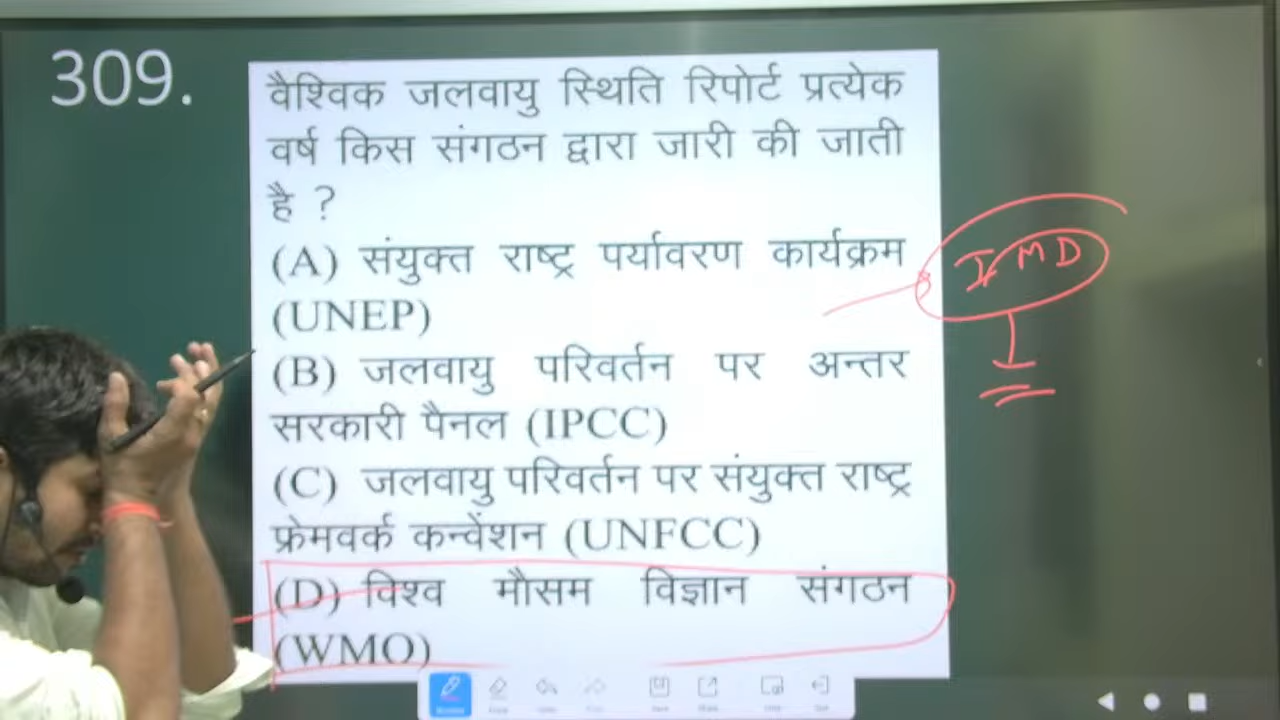 309.
वैश्विक जलवायु स्थिति रिपोर्ट प्रत्येक
वर्ष किस संगठन द्वारा जारी की जाती
है ?
(A) संयुक्त राष्ट्र पर्यावरण कार्यक्रम
(UNEP)
(B) जलवायु परिवर्तन पर अन्तर
सरकारी पैनल (IPCC)
(C) जलवायु परिवर्तन पर संयुक्त राष्ट्र
फ्रेमवर्क कन्वेंशन (UNFCC)
(D) विश्व मौसम विज्ञान संगठन
(WMO)
IMD